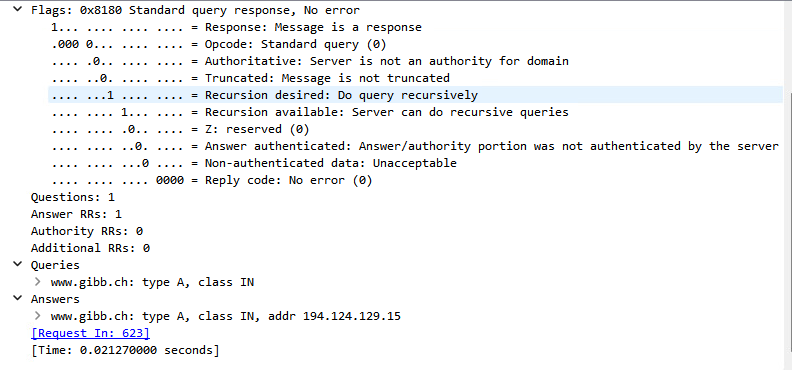 Flags: 0x8180 Standard query response, No error
1... .... .... .... = Response: Message is a response
.000 0... .... .... = Opcode: Standard query (0)
.... .0.. .... .... = Authoritative: Server is not an authority for domain
.... ..0. .... .... = Truncated: Message is not truncated
.... ...1 .... .... = Recursion desired: Do query recursively
.... .... 1... .... = Recursion available: Server can do recursive queries
.... .... .0.. .... = Z: reserved (0)
.... .... ..0. .... = Answer authenticated: Answer/authority portion was not authenticated by the server
.... .... ...0 .... = Non-authenticated data: Unacceptable
.... .... .... 0000 = Reply code: No error (0)
Questions: 1
Answer RRs: 1
Authority RRs: 0
Additional RRs: 0
Queries
www.gibb.ch: type A, class IN
Answers
www.gibb.ch: type A, class IN, addr 194.124.129.15
[Request In: 623]
[Time: 0.021270000 seconds]